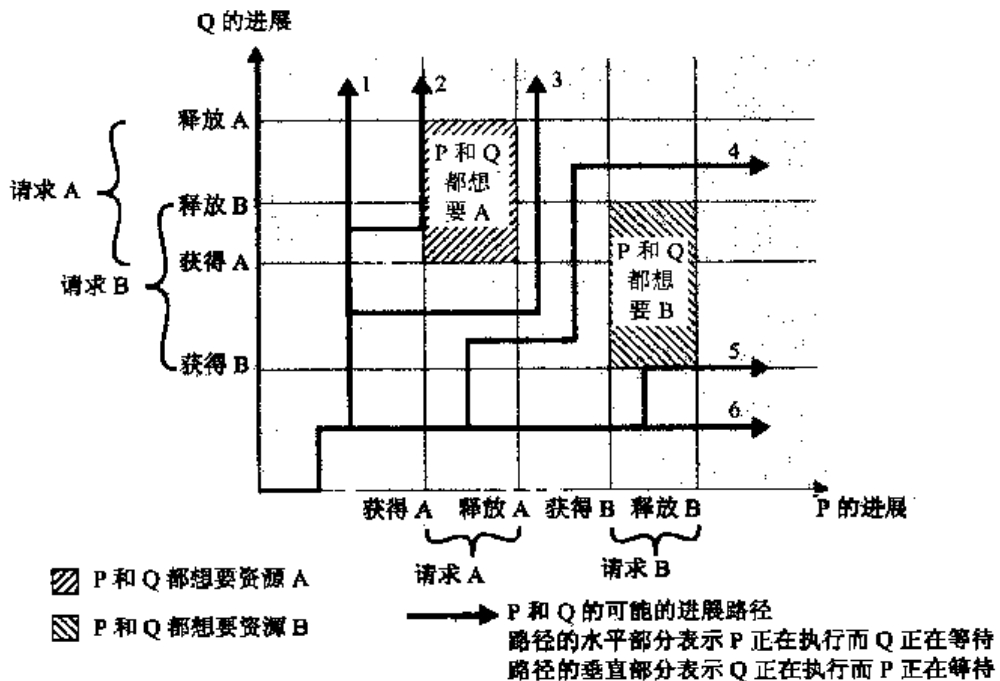 Q 的进展
1
2
3
释放 A
P 和 Q
都想
要 A
4
请求 A
释放 B
获得 A
P 和 Q
都想
要 B
请求 B
获得 B
5
6
获得 A
释放 A
获得 B
释放 B
P 的进展
请求 A
请求 B
P 和 Q 都想要资源 A
P 和 Q 都想要资源 B
P 和 Q 的可能的进展路径
路径的水平部分表示 P 正在执行而 Q 正在等待
路径的垂直部分表示 Q 正在执行而 P 正在等待